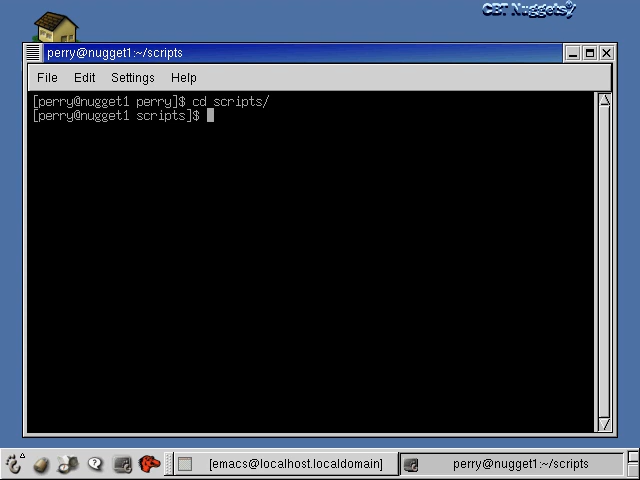 CBT Nuggets
perry@nugget1:~/scripts
File Edit Settings Help
[perry@nugget1 perry]$ cd scripts/
[perry@nugget1 scripts]$
[emacs@localhost.localdomain] perry@nugget1:~/scripts